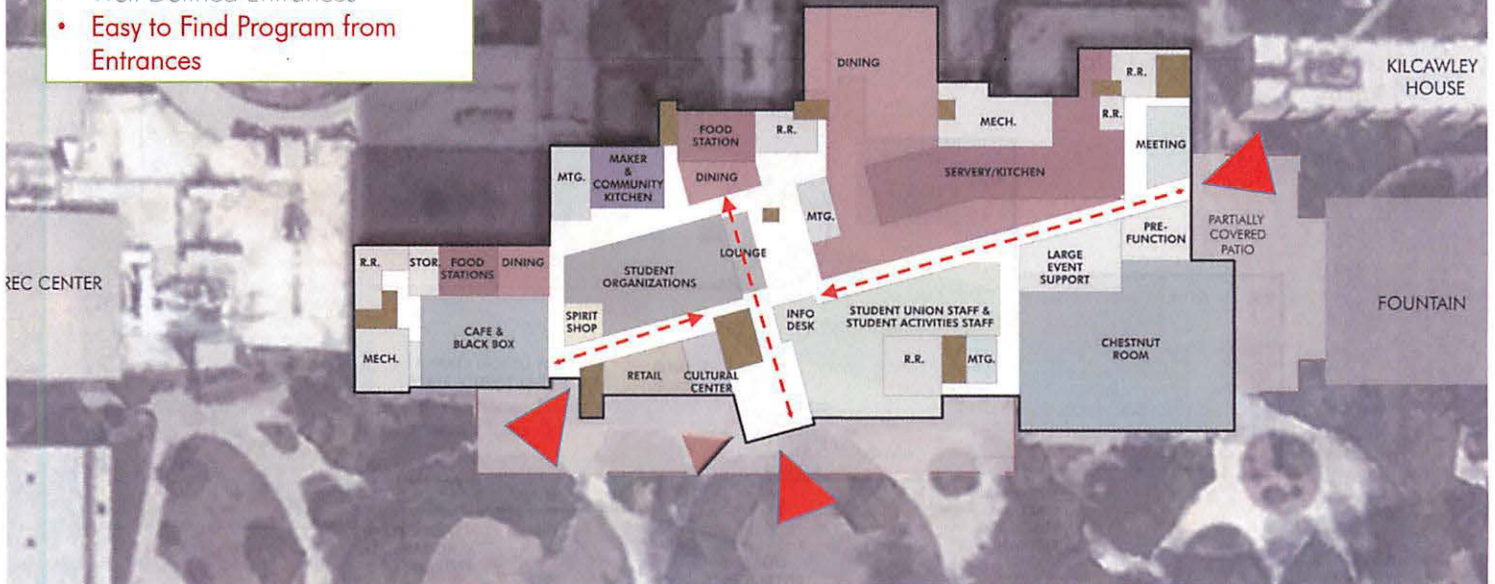 Well Defined Entrances
• Easy to Find Program from
Entrances
DINING
R.R.
KILCAWLEY
HOUSE
FOOD
STATION
R.R.
MECH.
R.R.
MEETING
MTG.
MAKER
&
COMMUNITY
KITCHEN
DINING
SERVERY/KITCHEN
MTG.
PRE-
FUNCTION
PARTIALLY
COVERED
PATIO
REC CENTER
R.R.
STOR.
FOOD
STATIONS
DINING
STUDENT
ORGANIZATIONS
LOUNGE
LARGE
EVENT
SUPPORT
FOUNTAIN
SPIRIT
SHOP
INFO
DESK
STUDENT UNION STAFF &
STUDENT ACTIVITIES STAFF
CAFE &
BLACK BOX
MECH.
RETAIL
CULTURAL
CENTER
R.R.
MTG.
CHESTNUT
ROOM